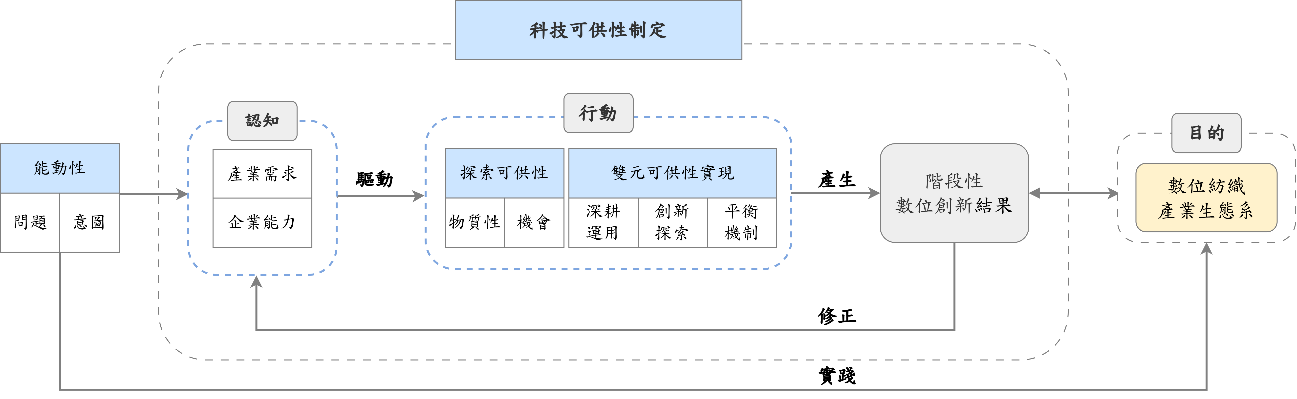 科技可供性制定
認知
行動
目的
能動性
問題
意圖
產業需求
企業能力
驅動
探索可供性
物質性
機會
雙元可供性實現
深耕
運用
創新
探索
平衡
機制
產生
階段性
數位創新結果
數位紡織
產業生態系
修正
實踐